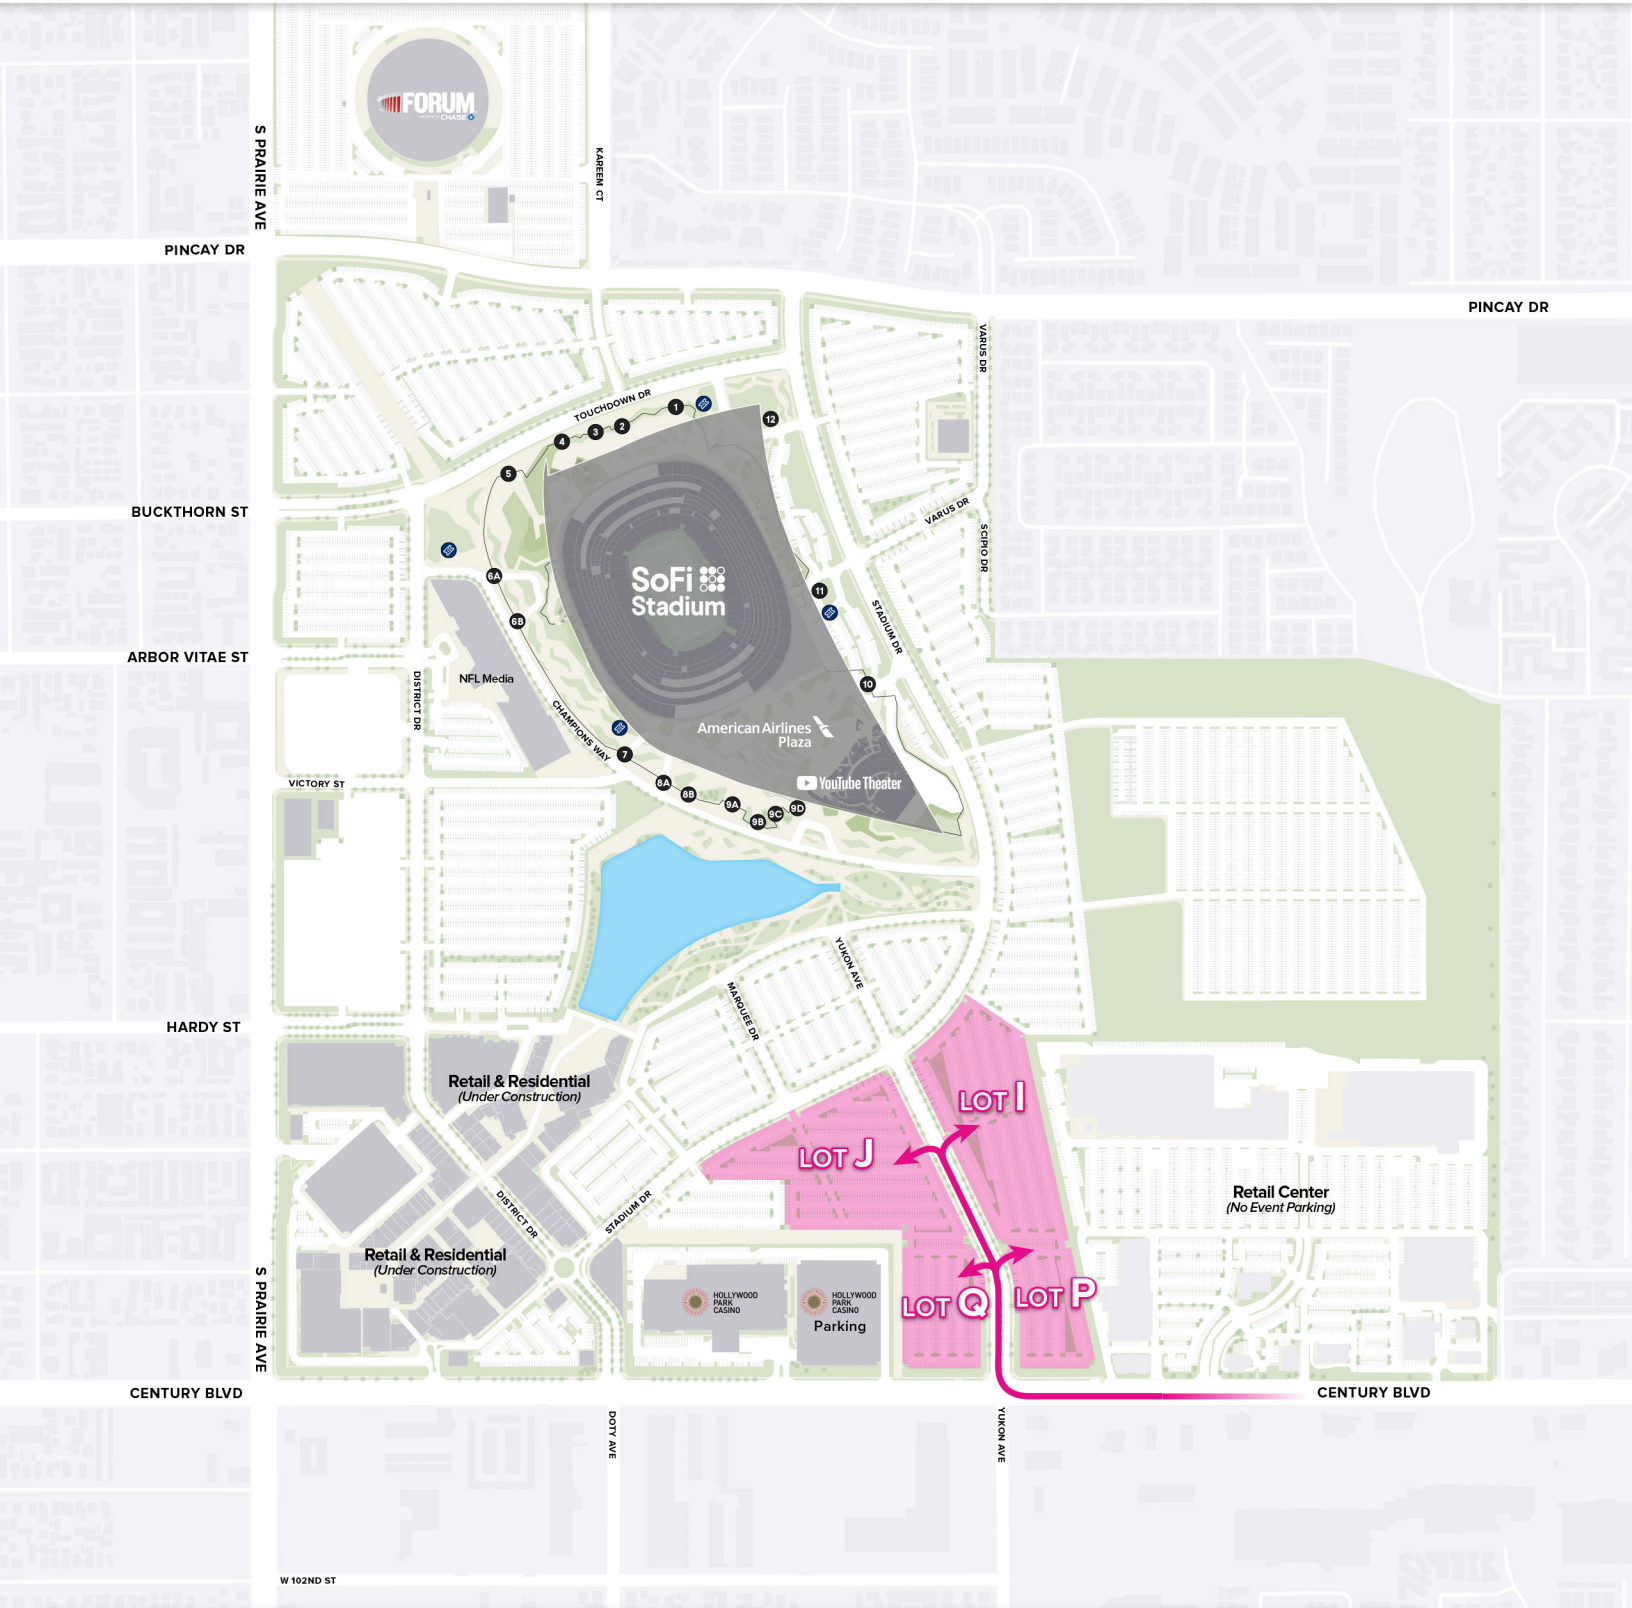 FORUM
CHASE
S PRAIRIE AVE
KAREEM CT
PINCAY DR
PINCAY DR
VARUS DR
TOUCHDOWN DR
1
12
2
3
4
5
BUCKTHORN ST
VARUS DR
SCIPIO DR
6A
SoFi
Stadium
11
6B
STADIUM DR
ARBOR VITAE ST
DISTRICT DR
NFL Media
10
CHAMPIONS WAY
American Airlines
Plaza
7
VICTORY ST
8A
8B
YouTube Theater
9A
9B
9C
9D
YUKON AVE
MARQUEE DR
HARDY ST
Retail & Residential
(Under Construction)
LOT I
LOT J
Retail Center
(No Event Parking)
DISTRICT DR
STADIUM DR
Retail & Residential
(Under Construction)
S PRAIRIE AVE
HOLLYWOOD
PARK
CASINO
HOLLYWOOD
PARK
CASINO
Parking
LOT Q
LOT P
CENTURY BLVD
CENTURY BLVD
DOTY AVE
YUKON AVE
W 102ND ST